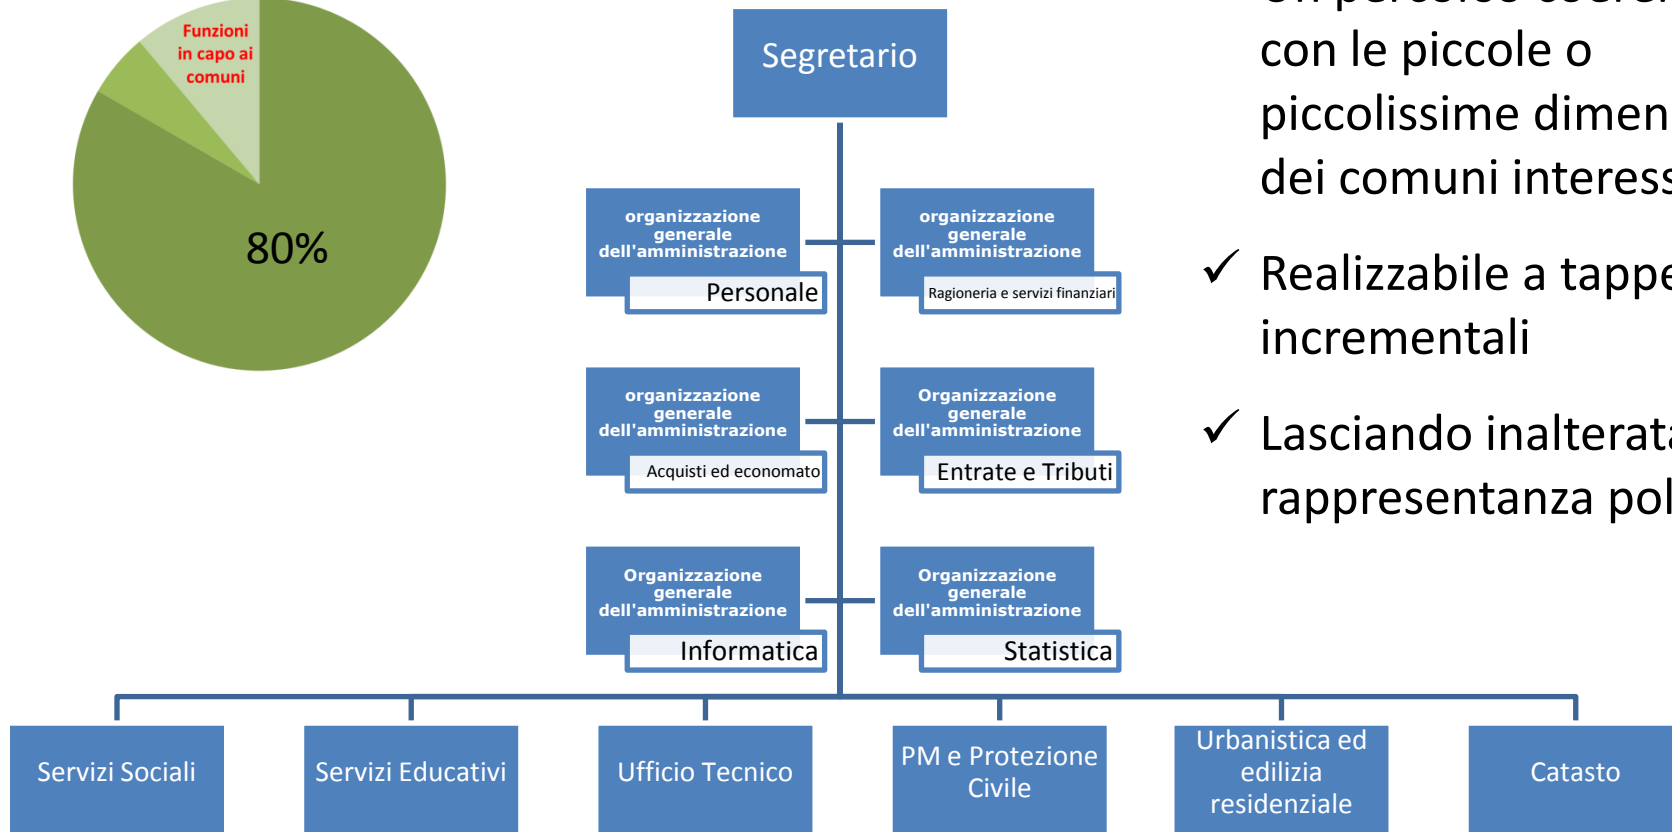 Funzioni
in capo ai
comuni
80%
Segretario
organizzazione
generale
dell'amministrazione
Personale
organizzazione
generale
dell'amministrazione
Ragioneria e servizi finanziari
organizzazione
generale
dell'amministrazione
Acquisti ed economato
Organizzazione
generale
dell'amministrazione
Entrate e Tributi
Organizzazione
generale
dell'amministrazione
Informatica
Organizzazione
generale
dell'amministrazione
Statistica
Servizi Sociali
Servizi Educativi
Ufficio Tecnico
PM e Protezione
Civile
Urbanistica ed
edilizia
residenziale
Catasto
percorso
con le piccole o
piccolissime dimen
dei comuni interess
✓ Realizzabile a tappe
incrementali
✓ Lasciando inalterata
rappresentanza pol